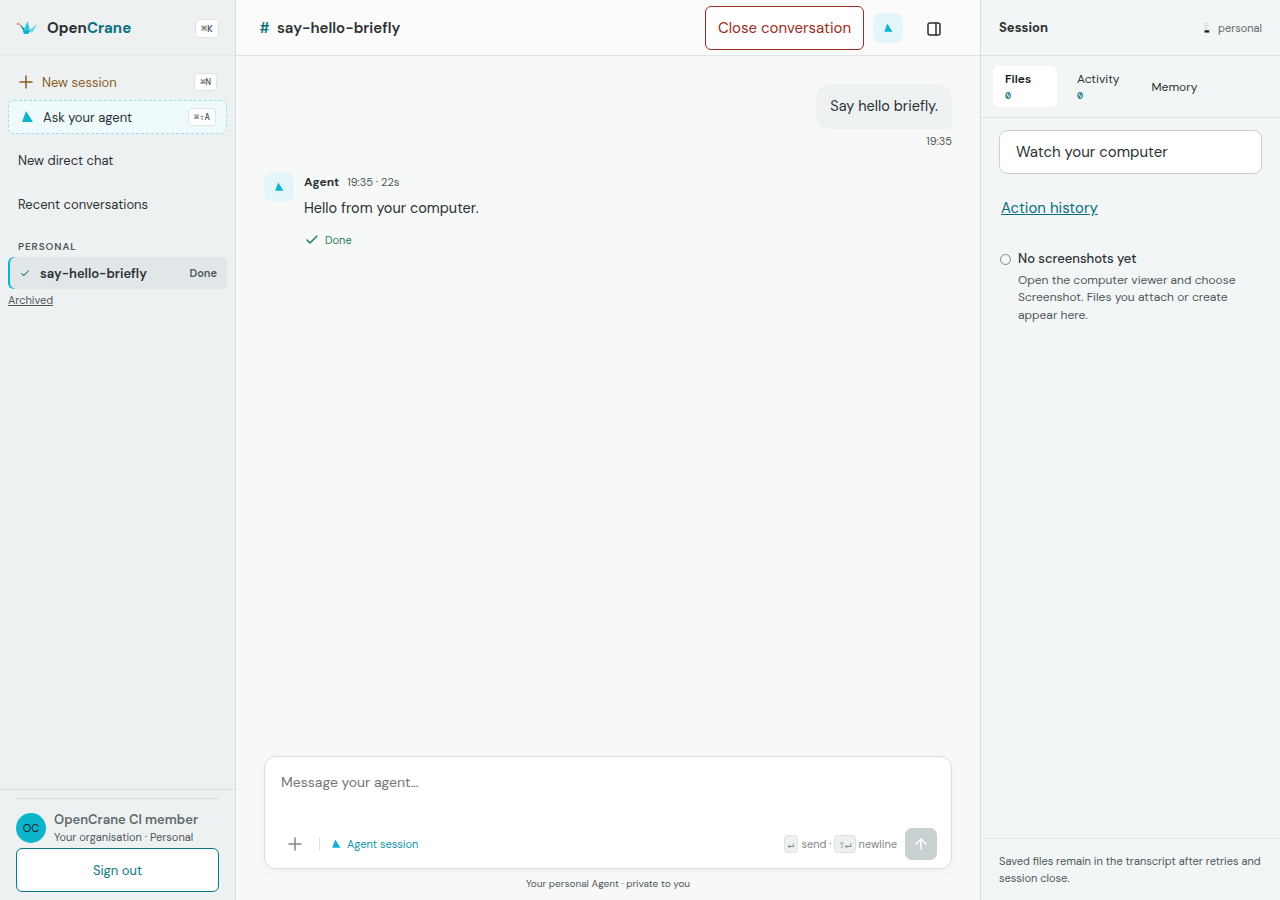 OpenCrane ⌘K
New session ⌘N
Ask your agent ⌘⇧A
New direct chat
Recent conversations
PERSONAL
say-hello-briefly Done
Archived
OC OpenCrane CI member
Your organisation · Personal
Sign out
# say-hello-briefly
Close conversation
Say hello briefly.
19:35
Agent 19:35 · 22s
Hello from your computer.
Done
Message your agent…
Agent session
↵ send · ⇧↵ newline
Your personal Agent · private to you
Session personal
Files 0
Activity 0
Memory
Watch your computer
Action history
No screenshots yet
Open the computer viewer and choose
Screenshot. Files you attach or create
appear here.
Saved files remain in the transcript after retries and
session close.